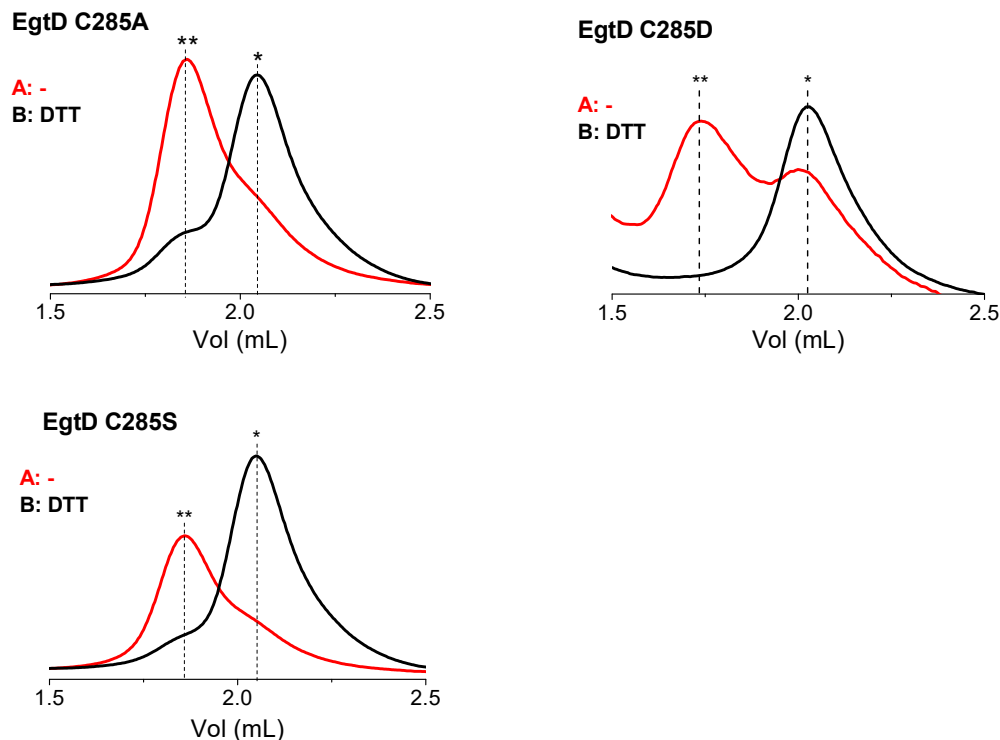 EgtD C285A
** *
A: -
B: DTT
1.5 2.0 2.5
Vol (mL)
EgtD C285D
** *
A: -
B: DTT
1.5 2.0 2.5
Vol (mL)
EgtD C285S
*
A: -
B: DTT
**
1.5 2.0 2.5
Vol (mL)